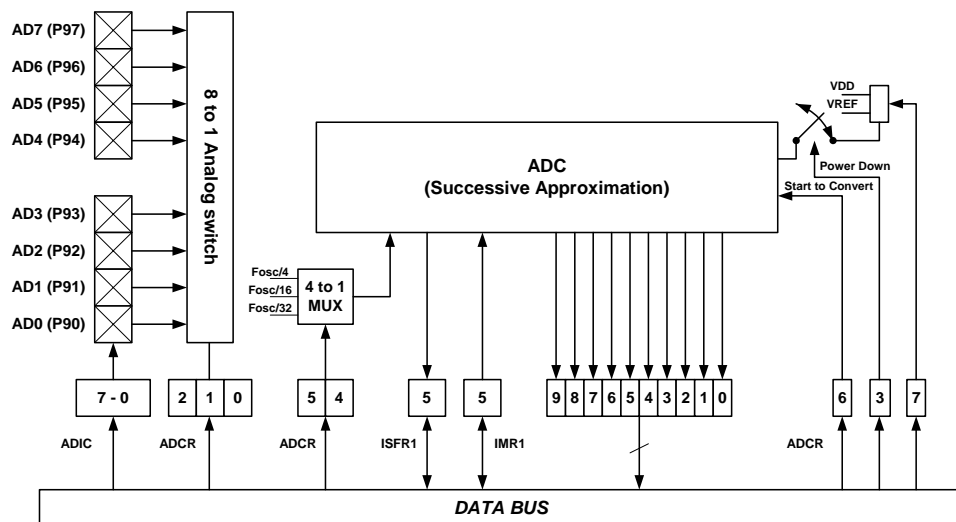 AD7 (P97)
AD6 (P96)
AD5 (P95)
AD4 (P94)
AD3 (P93)
AD2 (P92)
AD1 (P91)
AD0 (P90)
8 to 1 Analog switch
ADC
(Successive Approximation)
VDD
VREF
Power Down
Start to Convert
Fosc/4
Fosc/16
Fosc/32
4 to 1
MUX
7 - 0
2 1 0
5 4
5
5
9 8 7 6 5 4 3 2 1 0
6
3
7
ADIC
ADCR
ADCR
ISFR1
IMR1
ADCR
DATA BUS